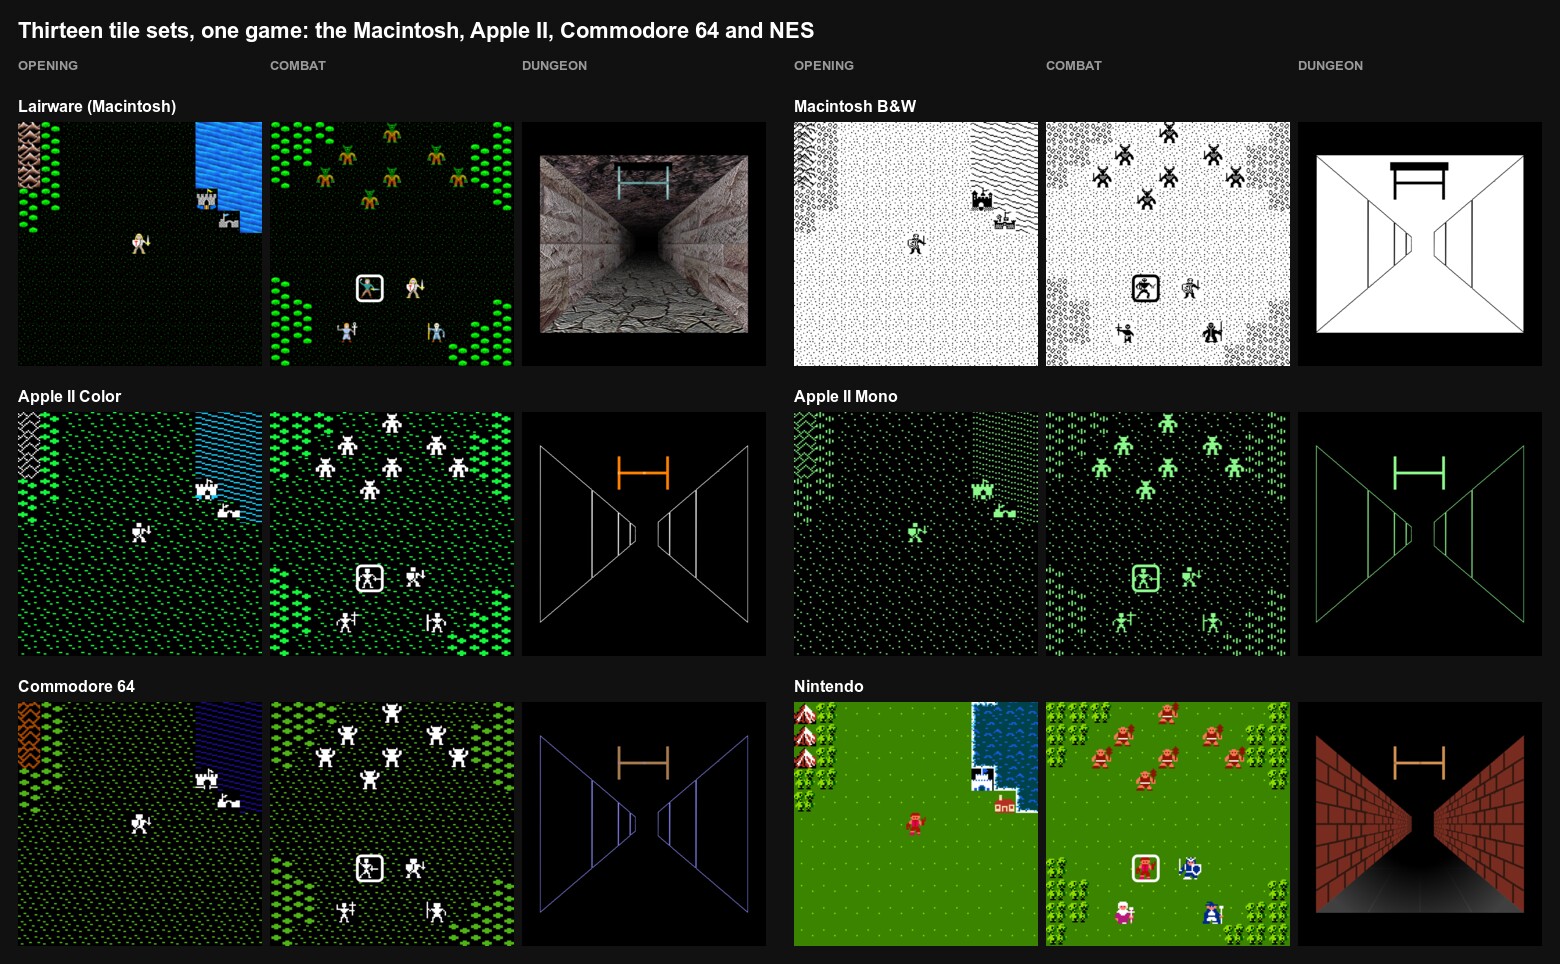 Thirteen tile sets, one game: the Macintosh, Apple II, Commodore 64 and NES
OPENING COMBAT DUNGEON OPENING COMBAT DUNGEON
Lairware (Macintosh) Macintosh B&W
Apple II Color Apple II Mono
Commodore 64 Nintendo